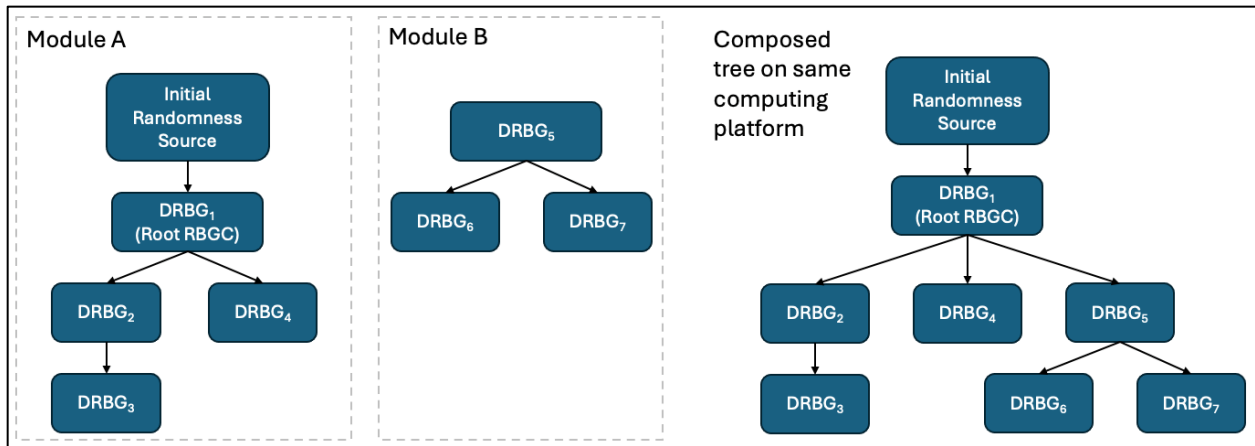 Module A
Initial
Randomness
Source
DRBG₁
(Root RBGC)
DRBG₂
DRBG₄
DRBG₃
Module B
DRBG₅
DRBG₆
DRBG₇
Composed
tree on same
computing
platform
Initial
Randomness
Source
DRBG₁
(Root RBGC)
DRBG₂
DRBG₄
DRBG₅
DRBG₃
DRBG₆
DRBG₇